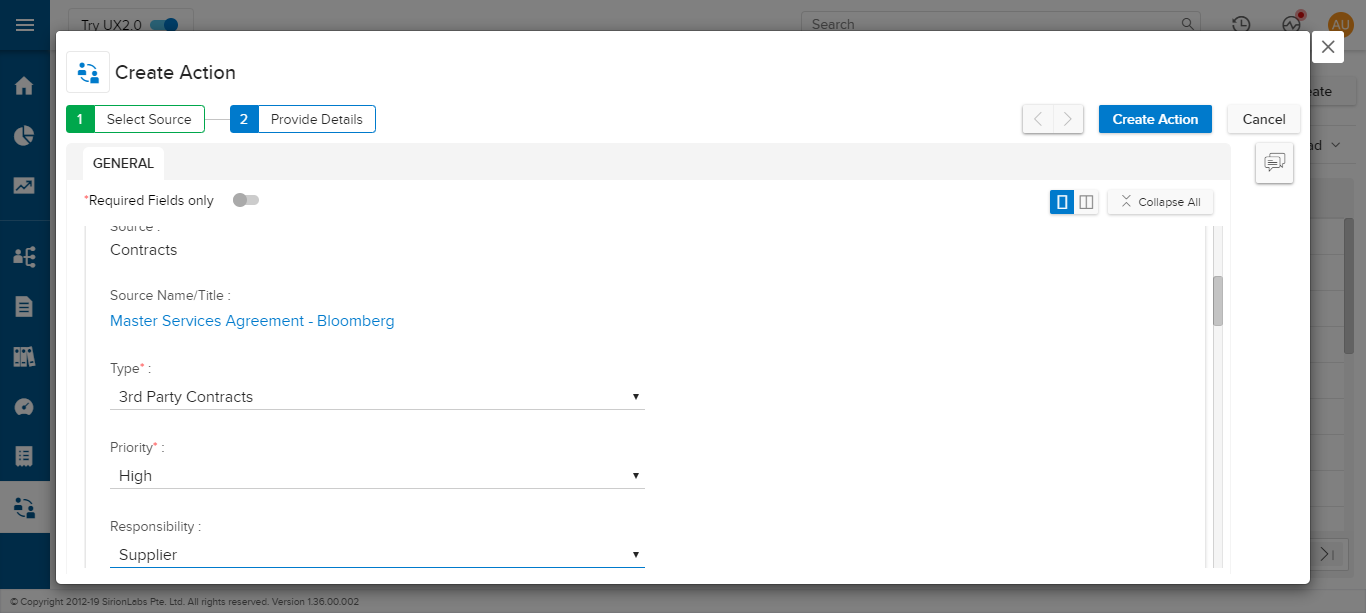 Try UX2.0
Search
AU
Create Action
1 Select Source
2 Provide Details
Create Action
Cancel
eate
ad
GENERAL
*Required Fields only
Collapse All
Source :
Contracts
Source Name/Title :
Master Services Agreement - Bloomberg
Type* :
3rd Party Contracts
Priority* :
High
Responsibility :
Supplier
© Copyright 2012-19 SirionLabs Pte. Ltd. All rights reserved. Version 1.36.00.002